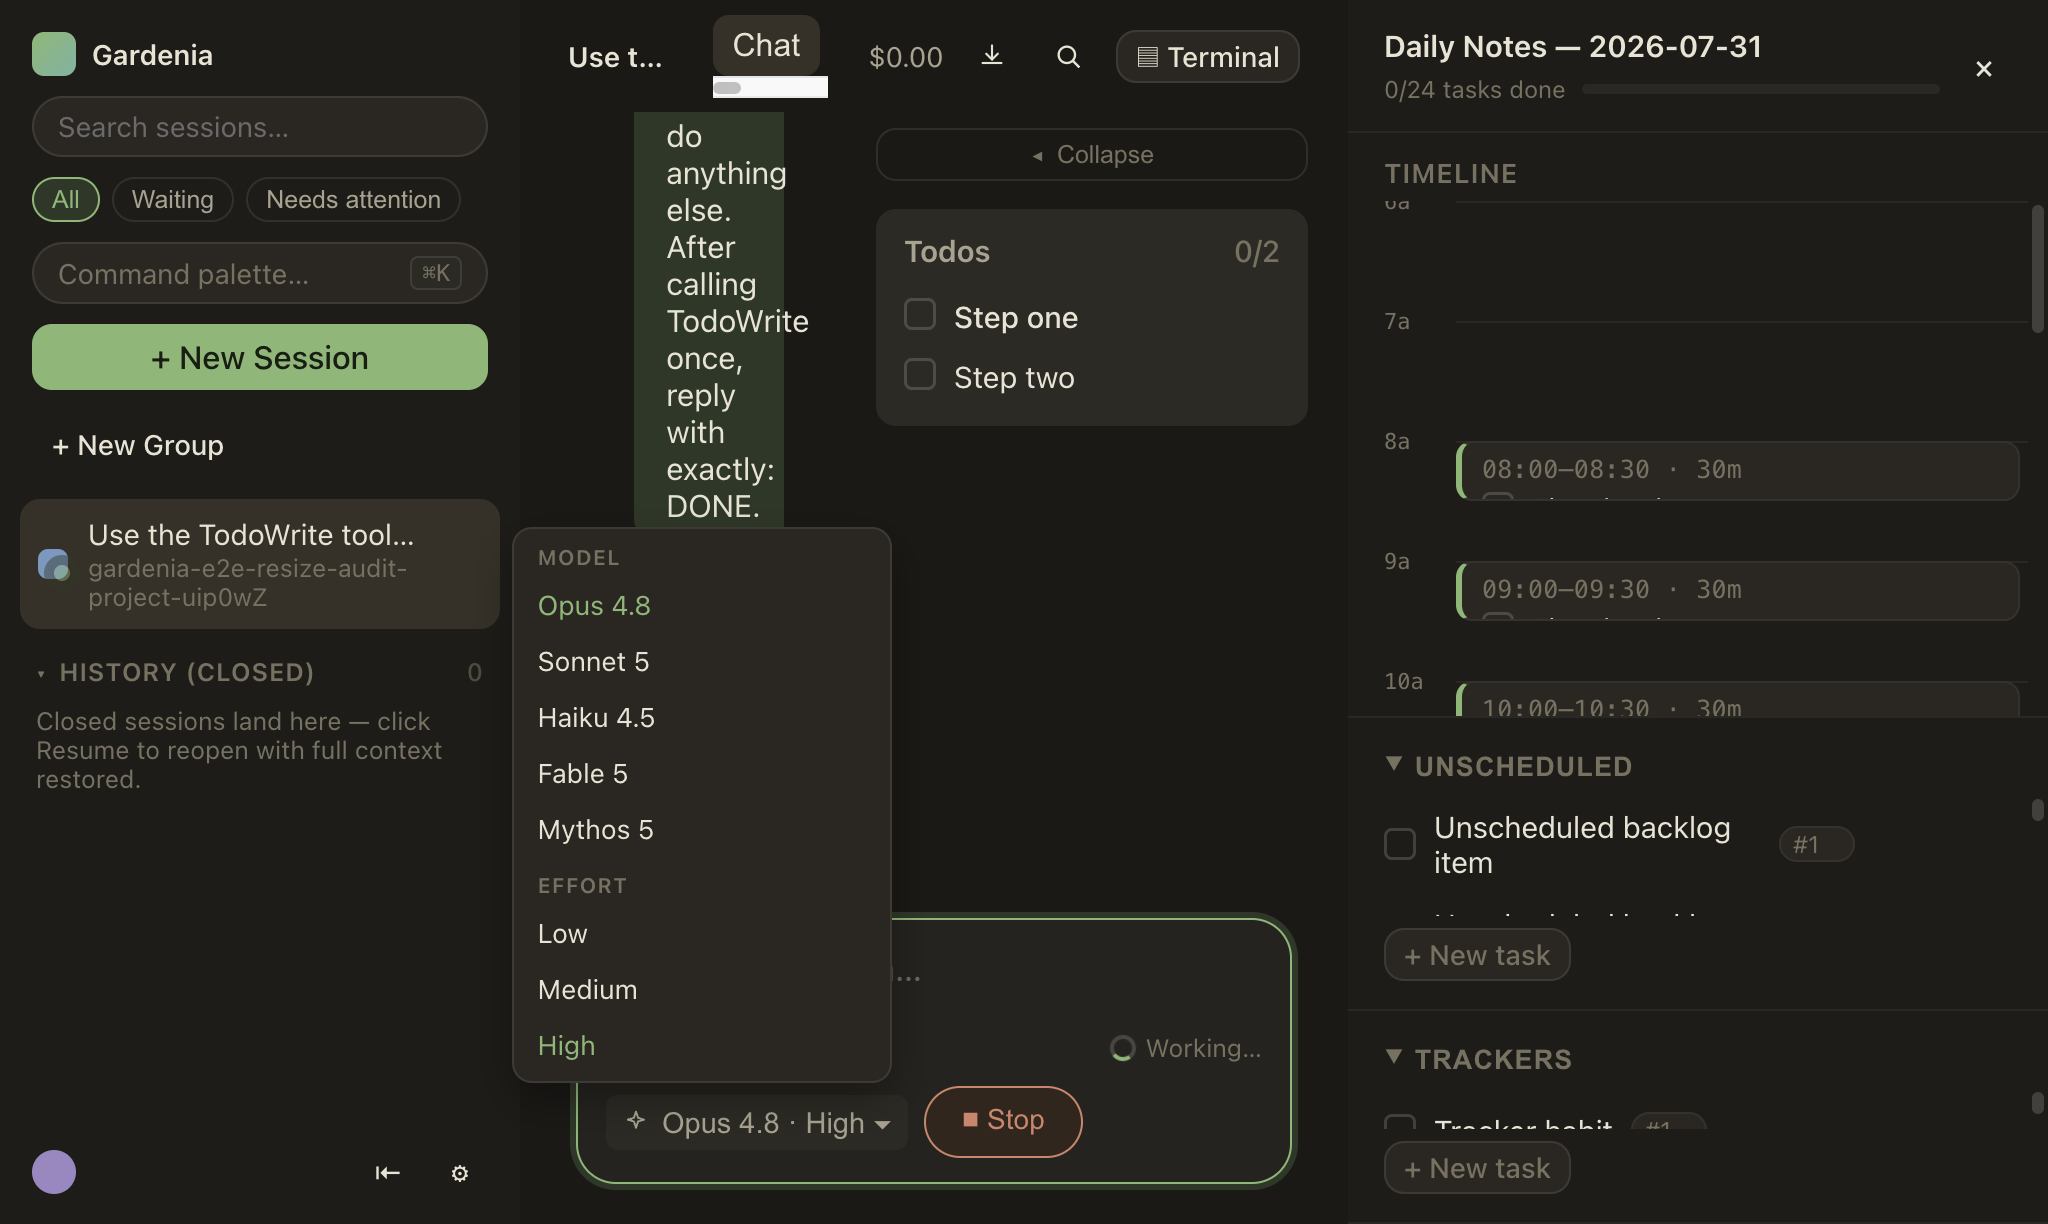 Gardenia
Search sessions...
All
Waiting
Needs attention
Command palette...
⌘K
+ New Session
+ New Group
Use the TodoWrite tool...
gardenia-e2e-resize-audit-
project-uip0wZ
HISTORY (CLOSED)
0
Closed sessions land here — click
Resume to reopen with full context
restored.
Use t...
Chat
$0.00
Terminal
do
anything
else.
After
calling
TodoWrite
once,
reply
with
exactly:
DONE.
Collapse
Todos
0/2
Step one
Step two
MODEL
Opus 4.8
Sonnet 5
Haiku 4.5
Fable 5
Mythos 5
EFFORT
Low
Medium
High
Working...
Opus 4.8 · High
Stop
Daily Notes — 2026-07-31
0/24 tasks done
TIMELINE
6a
7a
8a
08:00–08:30 · 30m
9a
09:00–09:30 · 30m
10a
10:00–10:30 · 30m
UNSCHEDULED
Unscheduled backlog
item
#1
+ New task
TRACKERS
Tracker habit
#1
+ New task